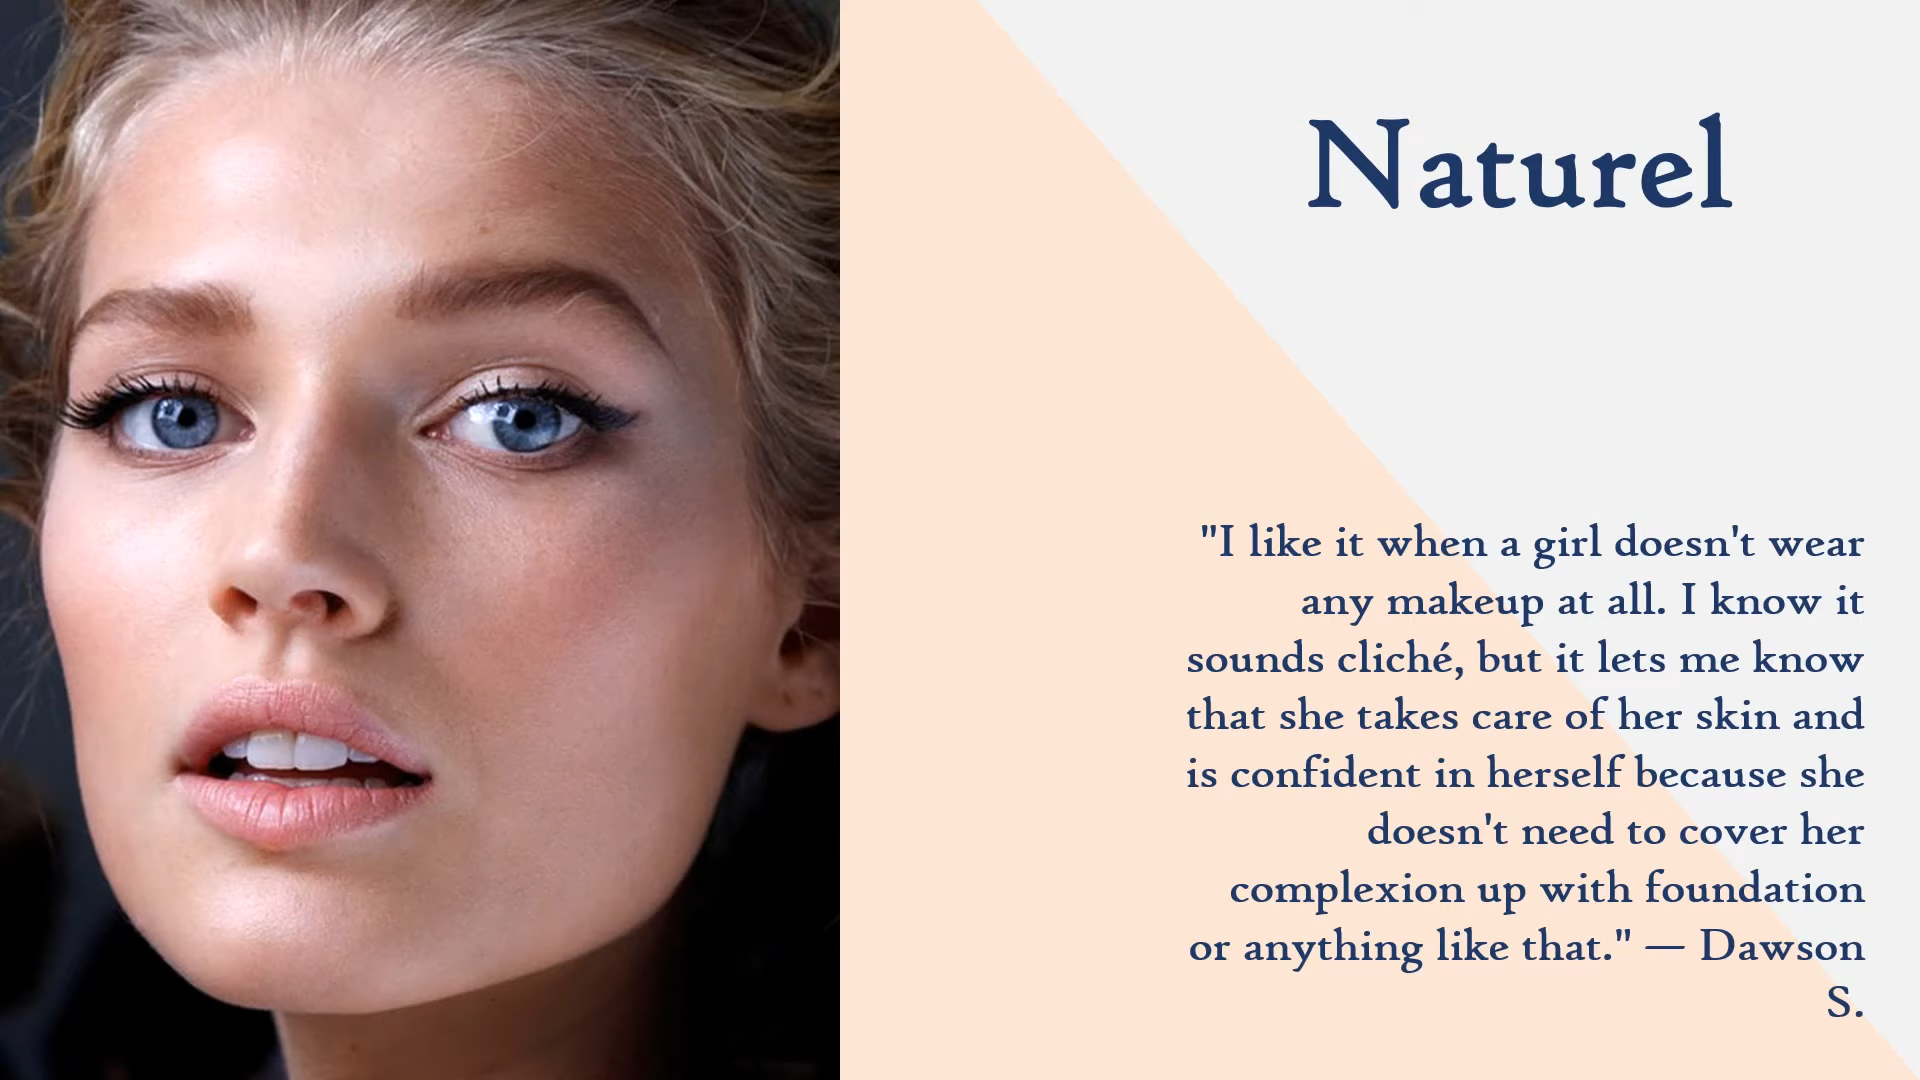 Naturel
"I like it when a girl doesn't wear
any makeup at all. I know it
sounds cliché, but it lets me know
that she takes care of her skin and
is confident in herself because she
doesn't need to cover her
complexion up with foundation
or anything like that." — Dawson
S.